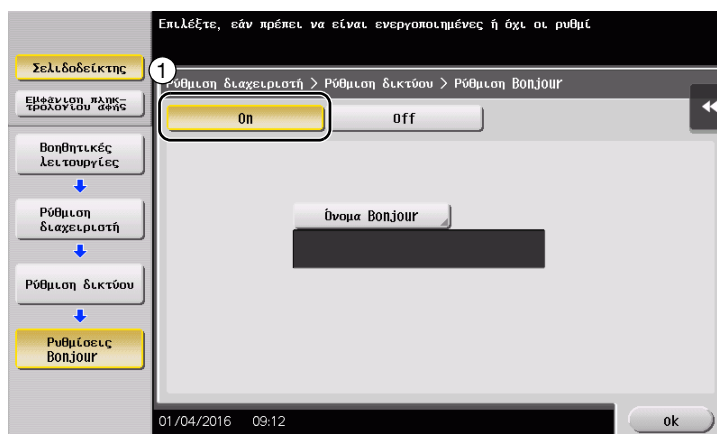 Επιλέξτε, εάν πρέπει να είναι ενεργοποιημένες ή όχι οι ρυθμί
Σελιδοδείκτης
1
Ρύθμιση διαχειριστή > Ρύθμιση δικτύου > Ρύθμιση Bonjour
Εμφάνιση πληκ-
τρολογίου αφής
On
Off
Βοηθητικές
λειτουργίες
Ρύθμιση
διαχειριστή
Όνομα Bonjour
Ρύθμιση δικτύου
Ρυθμίσεις
Bonjour
01/04/2016 09:12
ok